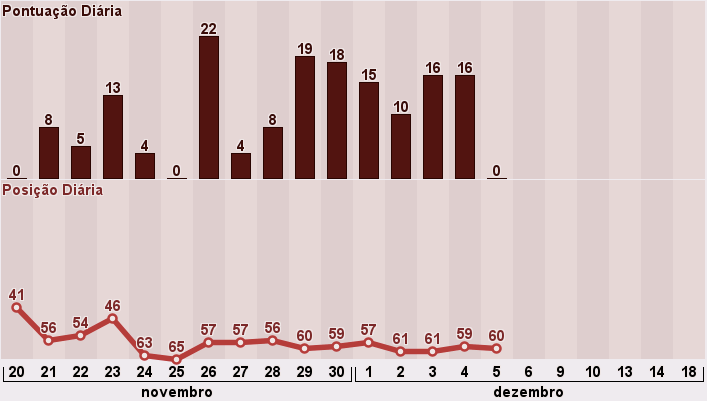 Pontuação Diária
0 8 5 13 4 0 22 4 8 19 18 15 10 16 16 0
Posição Diária
41 56 54 46 63 65 57 57 56 60 59 57 61 61 59 60
20 21 22 23 24 25 26 27 28 29 30 1 2 3 4 5 6 9 10 13 14 18
novembro dezembro